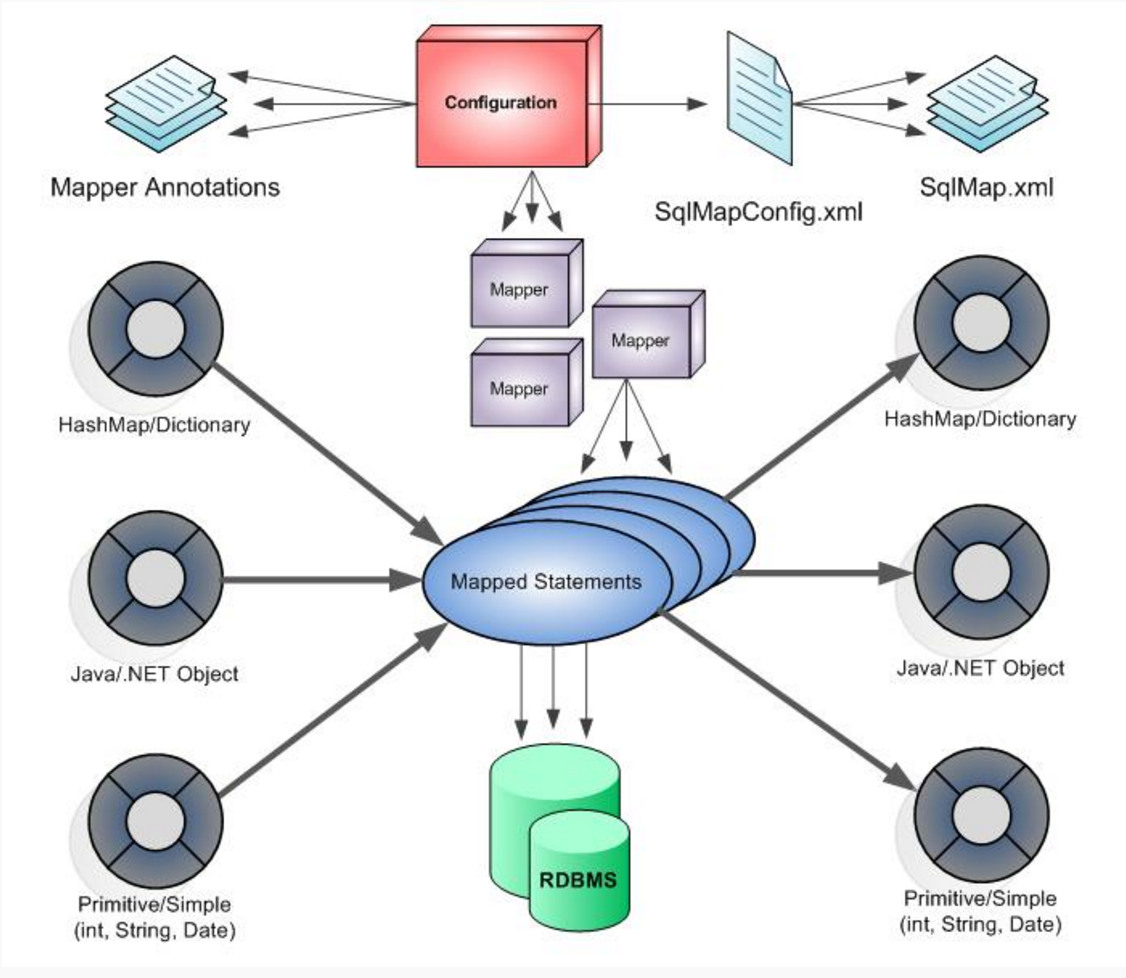 Configuration
Mapper Annotations
SqlMapConfig.xml
SqlMap.xml
Mapper
Mapper
Mapper
HashMap/Dictionary
HashMap/Dictionary
Mapped Statements
Java/.NET Object
Java/.NET Object
RDBMS
Primitive/Simple
(int, String, Date)
Primitive/Simple
(int, String, Date)